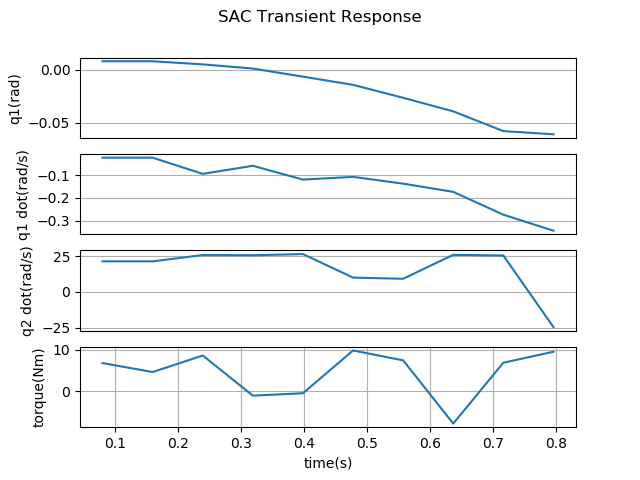 SAC Transient Response
q1(rad)
0.00
−0.05
q1 dot(rad/s)
−0.1
−0.2
−0.3
q2 dot(rad/s)
25
0
−25
torque(Nm)
10
0
0.1 0.2 0.3 0.4 0.5 0.6 0.7 0.8
time(s)